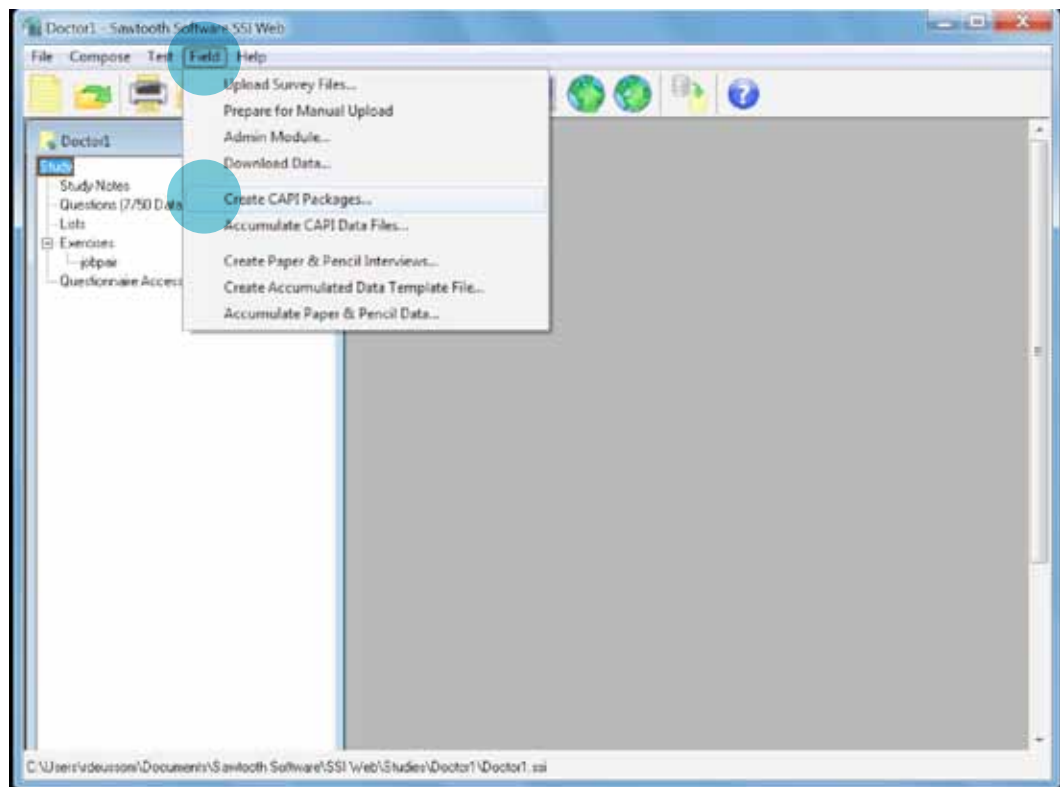 Doctor1 - Sawtooth Software SSI Web
File Compose Test Field Help
Upload Survey Files...
Prepare for Manual Upload
Admin Module...
Download Data...
Create CAPI Packages...
Accumulate CAPI Data Files...
Create Paper & Pencil Interviews...
Create Accumulated Data Template File...
Accumulate Paper & Pencil Data...
Doctor1
Study
Study Notes
Questions (7/50 Data
Lists
Exercises
jobpair
Questionnaire Access
C:\Users\rdeussom\Documents\Sawtooth Software\SSI Web\Studies\Doctor1\Doctor1.ssi